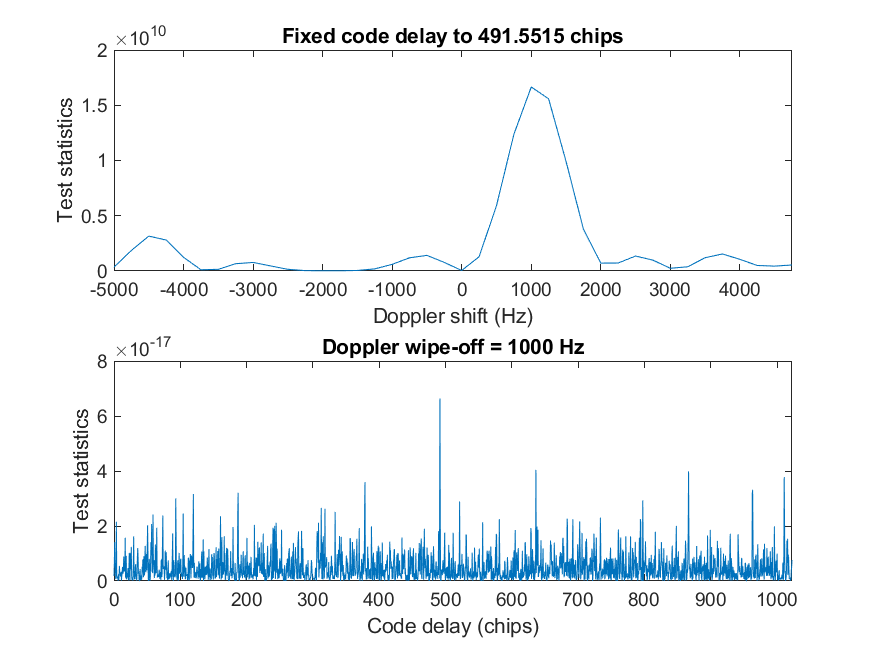 ×10^10
Fixed code delay to 491.5515 chips
2
1.5
1
0.5
0
Test statistics
-5000 -4000 -3000 -2000 -1000 0 1000 2000 3000 4000
Doppler shift (Hz)
×10^-17
Doppler wipe-off = 1000 Hz
8
6
4
2
0
Test statistics
0 100 200 300 400 500 600 700 800 900 1000
Code delay (chips)